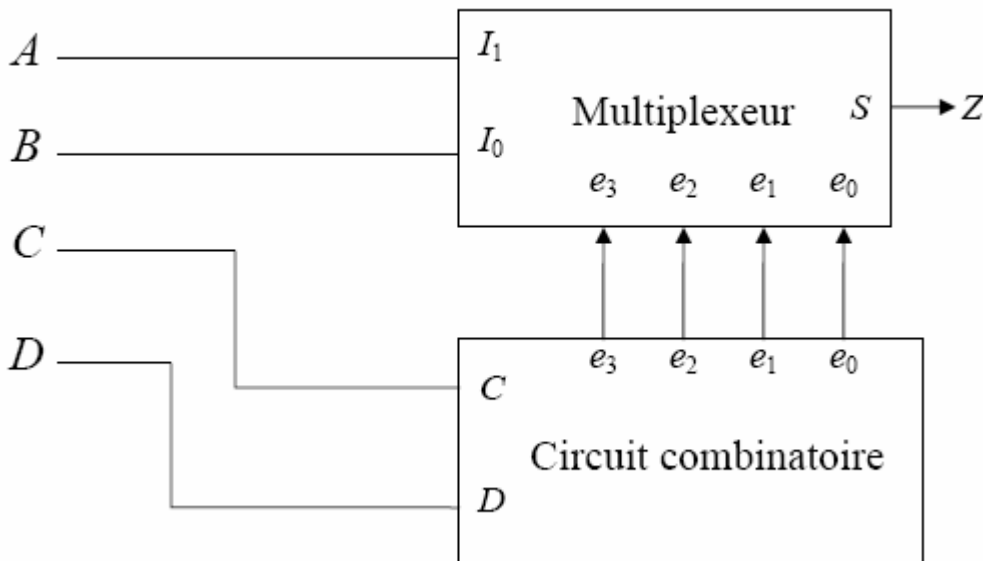 A
I1
Multiplexeur
S
Z
B
I0
e3 e2 e1 e0
C
D
e3 e2 e1 e0
C
Circuit combinatoire
D